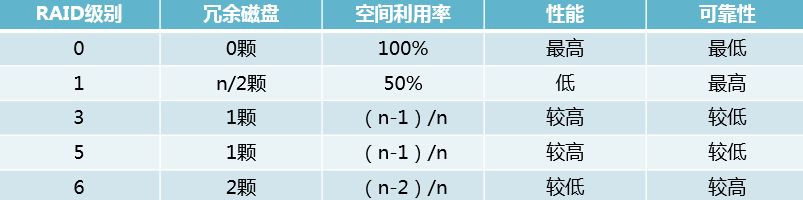 RAID级别 冗余磁盘 空间利用率 性能 可靠性
0 0颗 100% 最高 最低
1 n/2颗 50% 低 最高
3 1颗 （n-1）/n 较高 较低
5 1颗 （n-1）/n 较高 较低
6 2颗 （n-2）/n 较低 较高